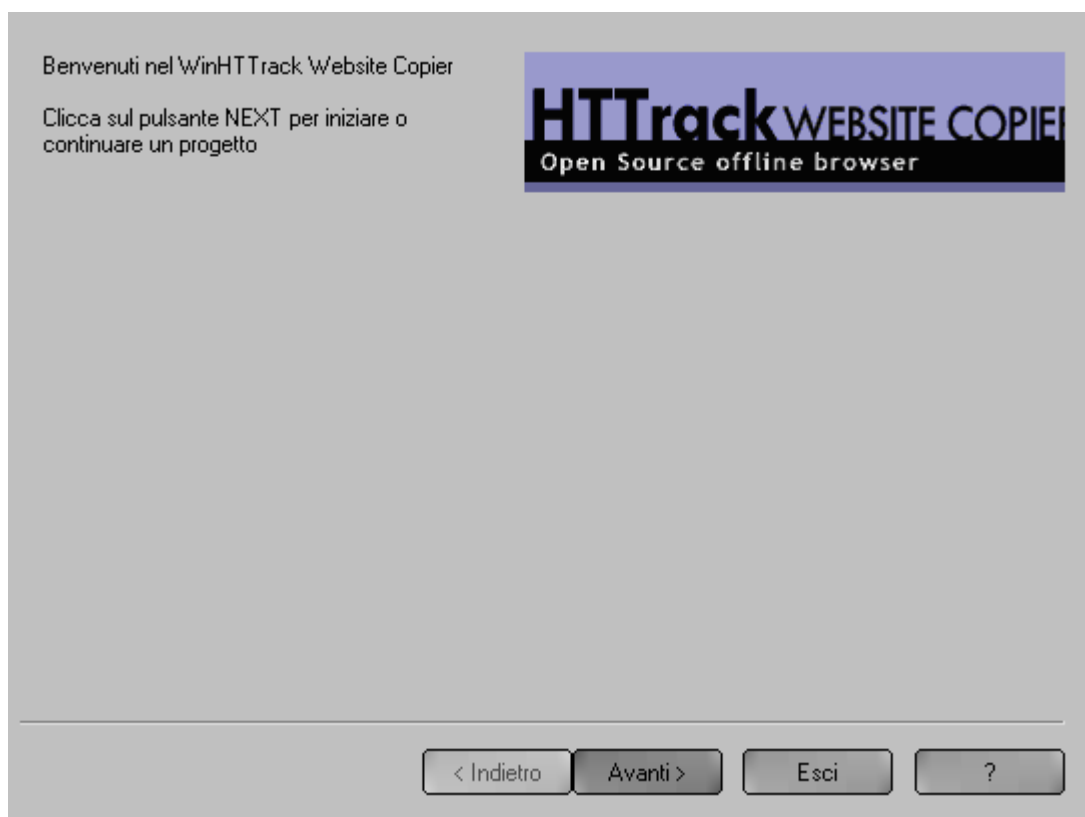 Benvenuti nel WinHTTrack Website Copier
Clicca sul pulsante NEXT per iniziare o
continuare un progetto
HTTrack WEBSITE COPIER
Open Source offline browser
< Indietro
Avanti >
Esci
?